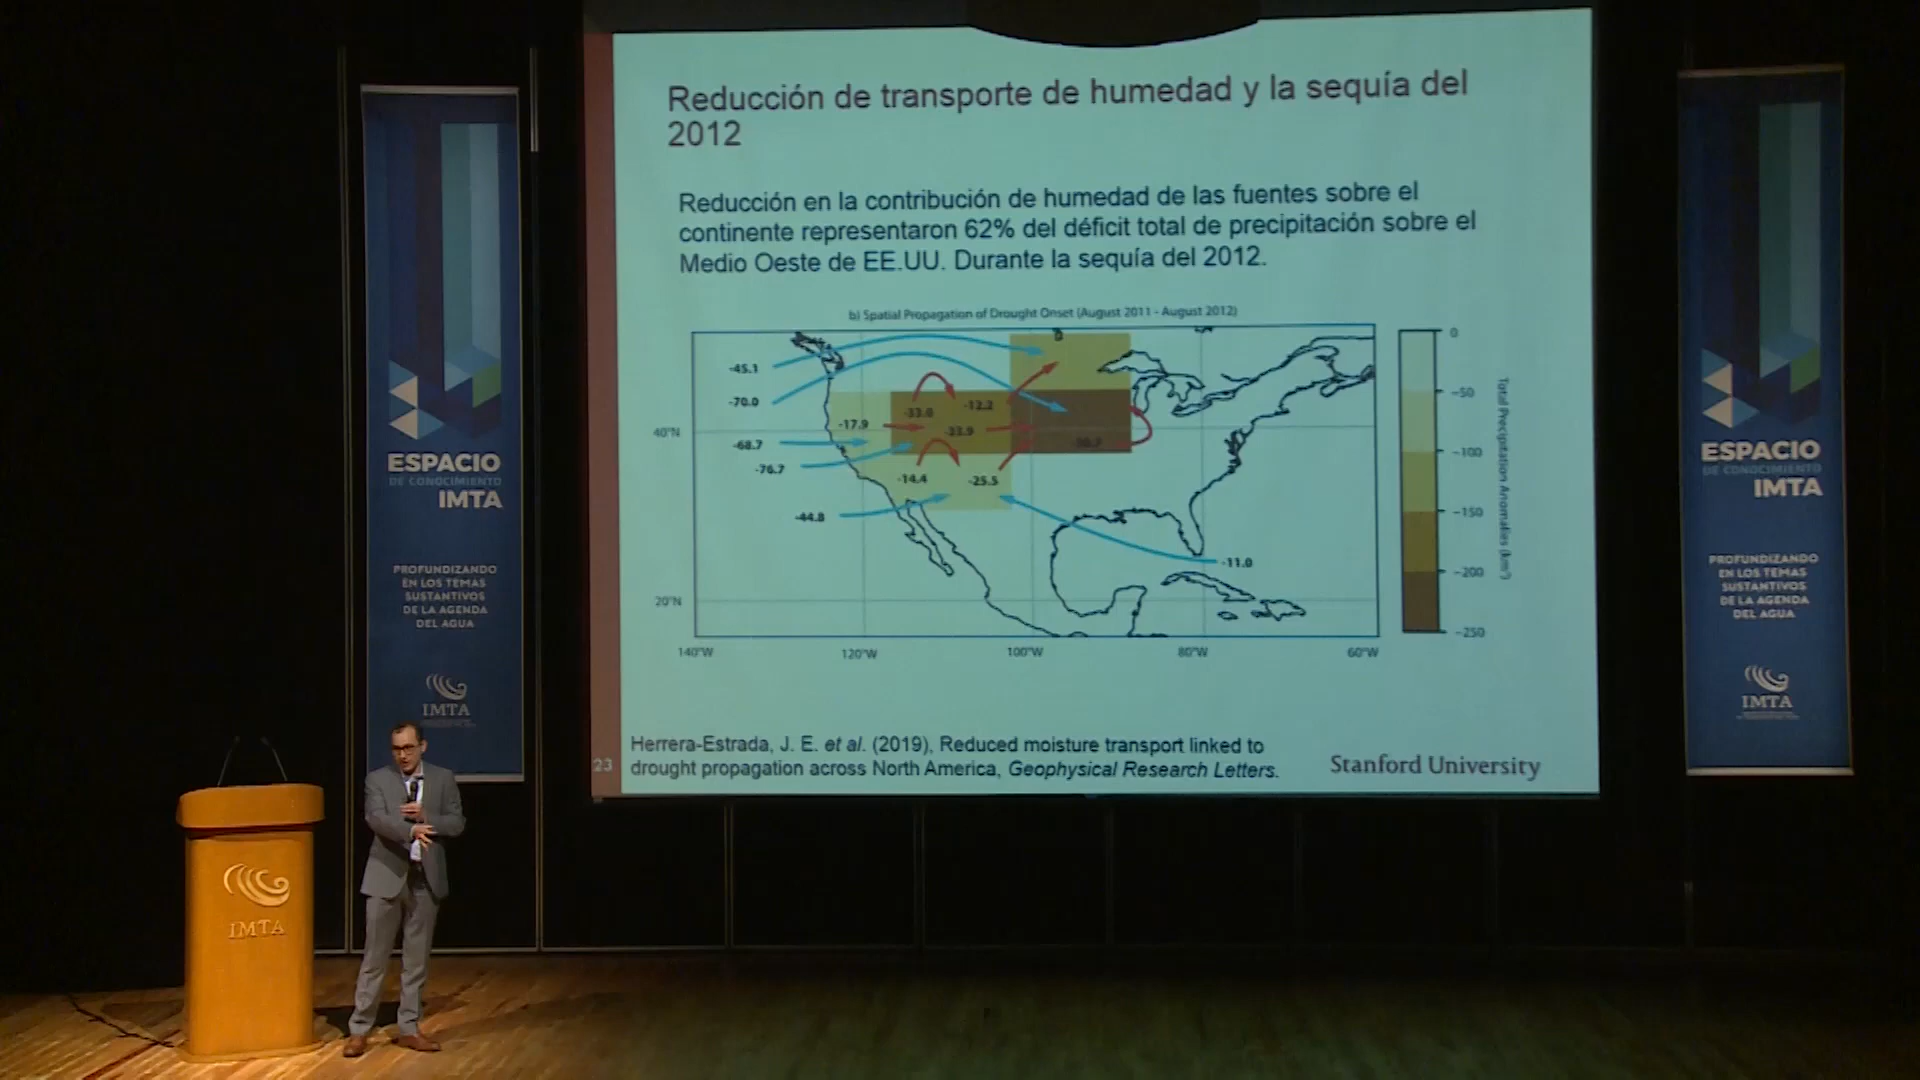 Reducción de transporte de humedad y la sequía del
2012
Reducción en la contribución de humedad de las fuentes sobre el
continente representaron 62% del déficit total de precipitación sobre el
Medio Oeste de EE.UU. Durante la sequía del 2012.
b) Spatial Propagation of Drought Onset (August 2011 - August 2012)
-45.1
-70.0
-33.0
-12.2
-17.9
-33.9
40°N
-68.7
-76.7
-14.4
-25.5
-44.8
-11.0
20°N
140°W
120°W
100°W
80°W
60°W
0
-50
-100
-150
-200
-250
Total Precipitation Anomalies (km³)
Herrera-Estrada, J. E. et al. (2019), Reduced moisture transport linked to
drought propagation across North America, Geophysical Research Letters.
23
Stanford University
ESPACIO
DE CONOCIMIENTO
IMTA
PROFUNDIZANDO
EN LOS TEMAS
SUSTANTIVOS
DE LA AGENDA
DEL AGUA
IMTA
ESPACIO
DE CONOCIMIENTO
IMTA
PROFUNDIZANDO
EN LOS TEMAS
SUSTANTIVOS
DE LA AGENDA
DEL AGUA
IMTA
IMTA